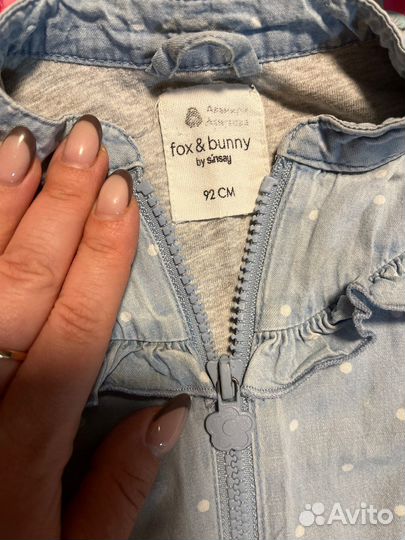 fox & bunny
by sinsay
92 CM
Avito